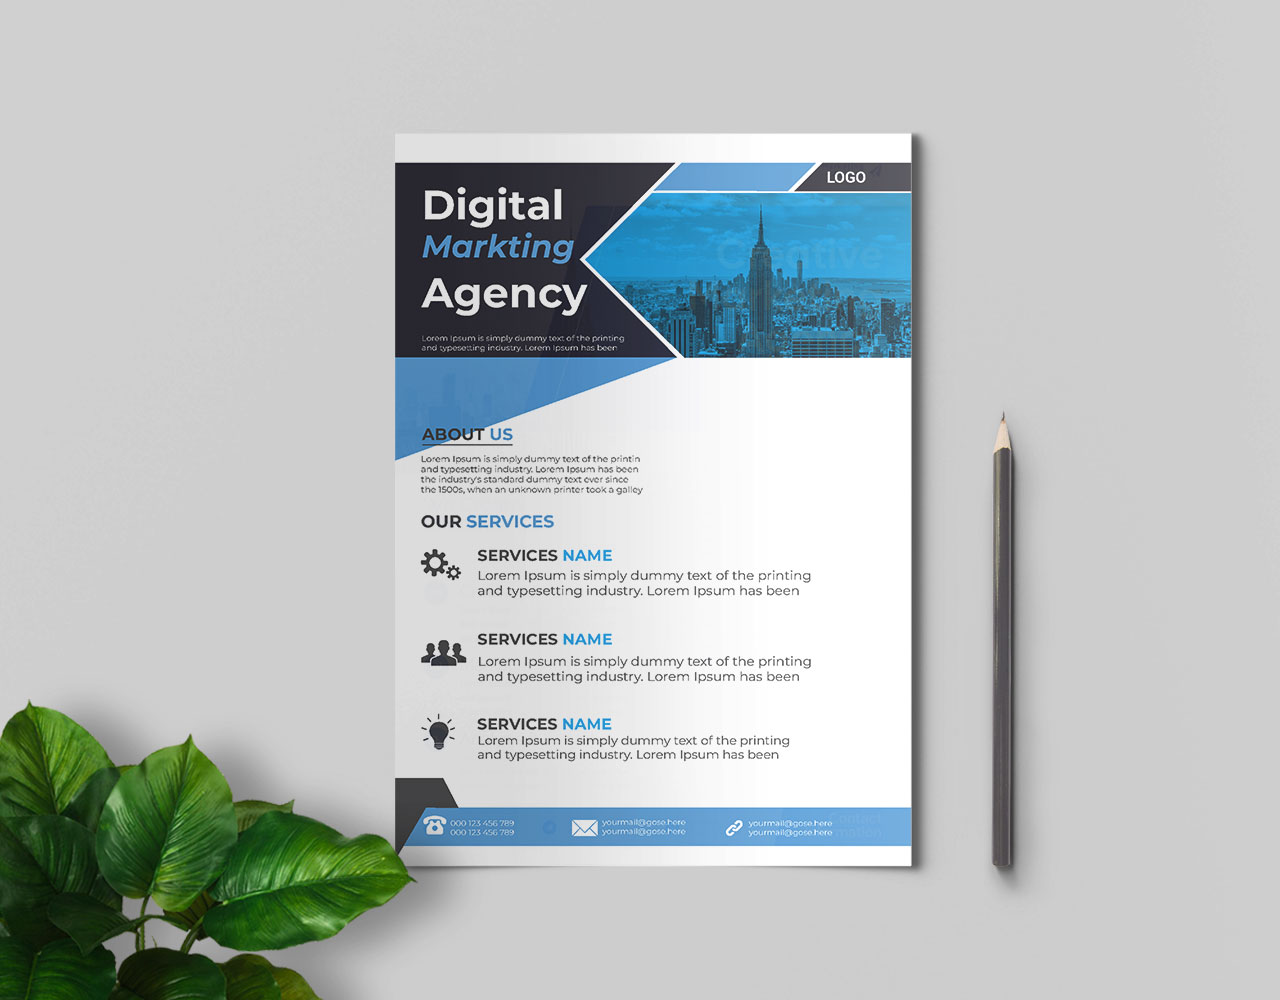 LOGO
Digital
Markting
Agency
Creative
Lorem Ipsum is simply dummy text of the printing
and typesetting industry. Lorem Ipsum has been
ABOUT US
Lorem Ipsum is simply dummy text of the printin
and typesetting industry. Lorem Ipsum has been
the industry's standard dummy text ever since
the 1500s, when an unknown printer took a galley
OUR SERVICES
SERVICES NAME
Lorem Ipsum is simply dummy text of the printing
and typesetting industry. Lorem Ipsum has been
SERVICES NAME
Lorem Ipsum is simply dummy text of the printing
and typesetting industry. Lorem Ipsum has been
SERVICES NAME
Lorem Ipsum is simply dummy text of the printing
and typesetting industry. Lorem Ipsum has been
000 123 456 789
000 123 456 789
yourmail@gose.here
yourmail@gose.here
yourmail@gose.here
yourmail@gose.here
Contact